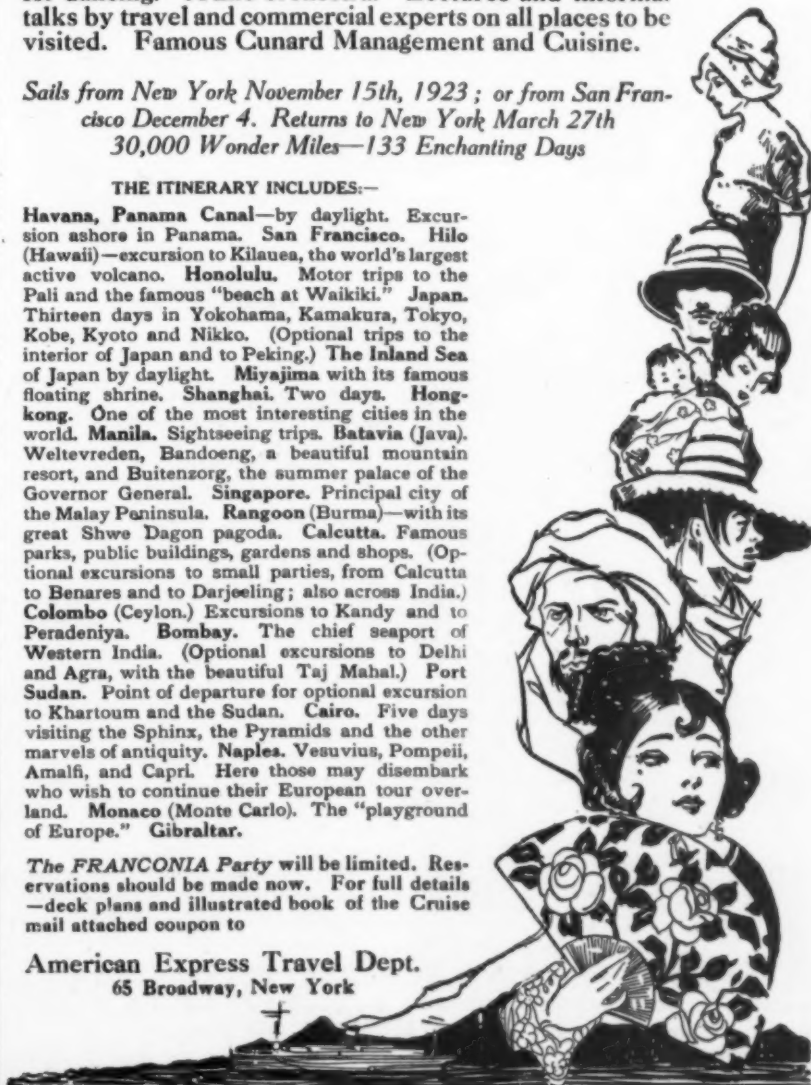 talks by travel and commercial experts on all places to be
visited. Famous Cunard Management and Cuisine.
Sails from New York November 15th, 1923; or from San Fran-
cisco December 4. Returns to New York March 27th
30,000 Wonder Miles—133 Enchanting Days
THE ITINERARY INCLUDES:—
Havana, Panama Canal—by daylight. Excur-
sion ashore in Panama. San Francisco. Hilo
(Hawaii)—excursion to Kilauea, the world's largest
active volcano. Honolulu. Motor trips to the
Pali and the famous "beach at Waikiki." Japan.
Thirteen days in Yokohama, Kamakura, Tokyo,
Kobe, Kyoto and Nikko. (Optional trips to the
interior of Japan and to Peking.) The Inland Sea
of Japan by daylight. Miyajima with its famous
floating shrine. Shanghai. Two days. Hong-
kong. One of the most interesting cities in the
world. Manila. Sightseeing trips. Batavia (Java).
Weltevreden, Bandoeng, a beautiful mountain
resort, and Buitenzorg, the summer palace of the
Governor General. Singapore. Principal city of
the Malay Peninsula. Rangoon (Burma)—with its
great Shwe Dagon pagoda. Calcutta. Famous
parks, public buildings, gardens and shops. (Op-
tional excursions to small parties, from Calcutta
to Benares and to Darjeeling; also across India.)
Colombo (Ceylon.) Excursions to Kandy and to
Peradeniya. Bombay. The chief seaport of
Western India. (Optional excursions to Delhi
and Agra, with the beautiful Taj Mahal.) Port
Sudan. Point of departure for optional excursion
to Khartoum and the Sudan. Cairo. Five days
visiting the Sphinx, the Pyramids and the other
marvels of antiquity. Naples. Vesuvius, Pompeii,
Amalfi, and Capri. Here those may disembark
who wish to continue their European tour over-
land. Monaco (Monte Carlo). The "playground
of Europe." Gibraltar.
The FRANCONIA Party will be limited. Res-
ervations should be made now. For full details
—deck plans and illustrated book of the Cruise
mail attached coupon to
American Express Travel Dept.
65 Broadway, New York